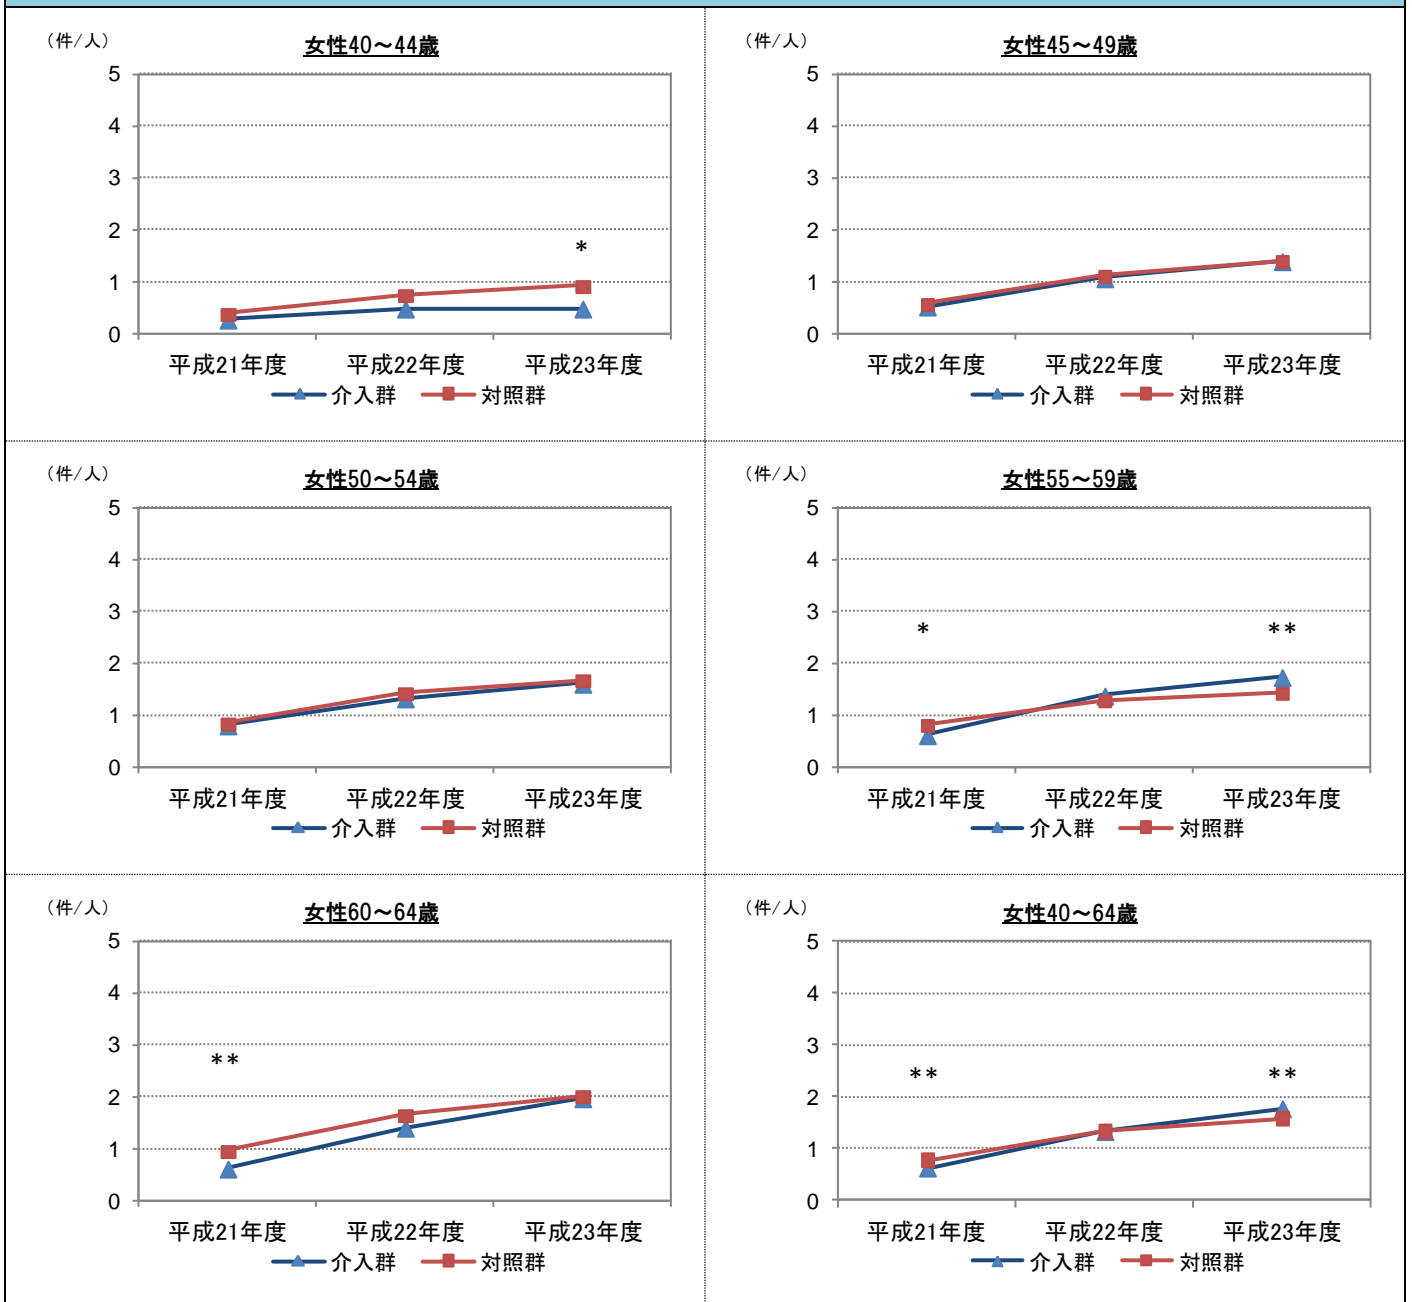 （件/人）
女性40～44歳
5
4
3
2
*
1
0
平成21年度 平成22年度 平成23年度
介入群 対照群
（件/人）
女性45～49歳
5
4
3
2
1
0
平成21年度 平成22年度 平成23年度
介入群 対照群
（件/人）
女性50～54歳
5
4
3
2
1
0
平成21年度 平成22年度 平成23年度
介入群 対照群
（件/人）
女性55～59歳
5
4
3
* **
2
1
0
平成21年度 平成22年度 平成23年度
介入群 対照群
（件/人）
女性60～64歳
5
4
3
**
2
1
0
平成21年度 平成22年度 平成23年度
介入群 対照群
（件/人）
女性40～64歳
5
4
3
** **
2
1
0
平成21年度 平成22年度 平成23年度
介入群 対照群